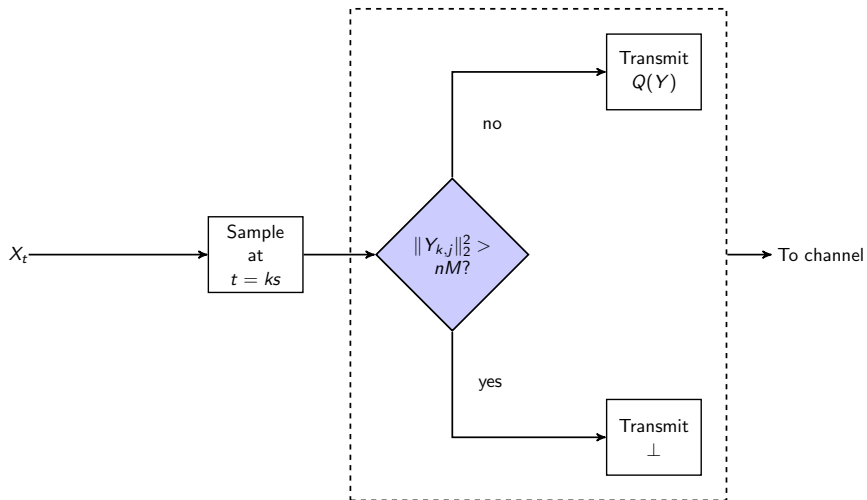 Transmit
Q(Y)
no
X_t
Sample
at
t = ks
‖Y_{k,j}‖_2^2 >
nM?
To channel
yes
Transmit
⊥